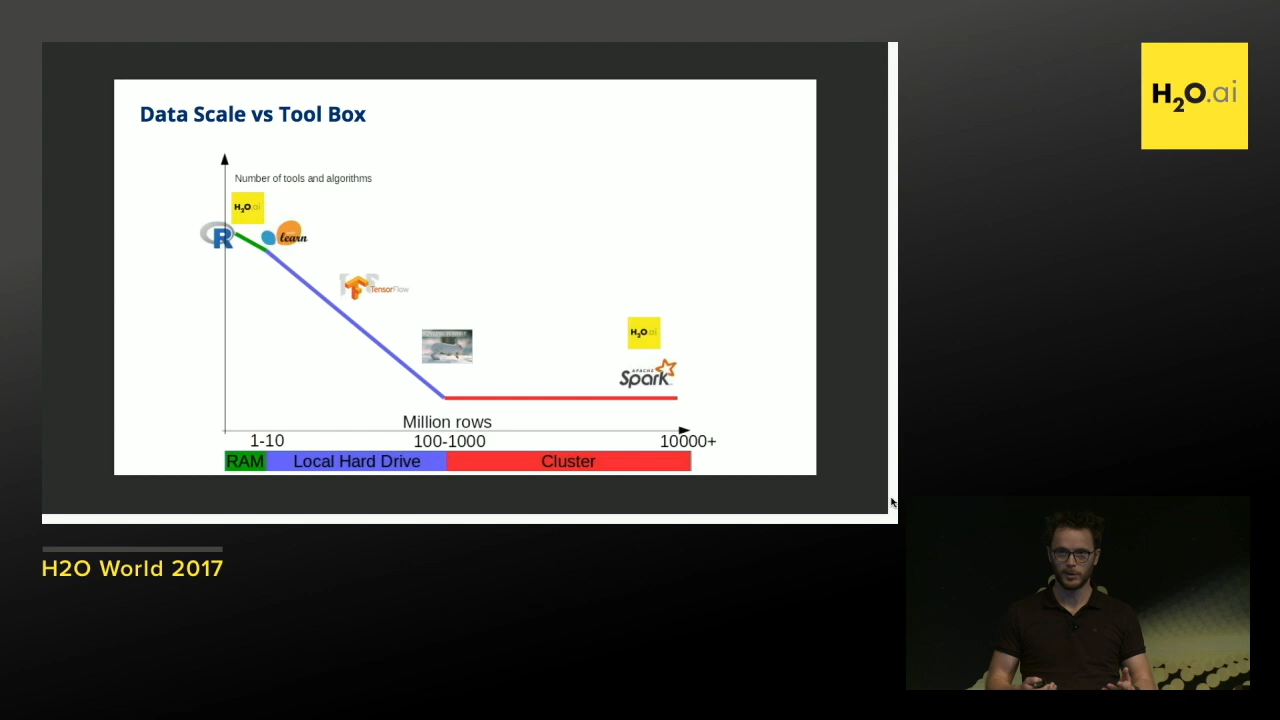 Data Scale vs Tool Box
Number of tools and algorithms
H2O.ai
R
learn
TensorFlow
H2O.ai
APACHE
Spark
Million rows
1-10
100-1000
10000+
RAM
Local Hard Drive
Cluster
H2O.ai
H2O World 2017